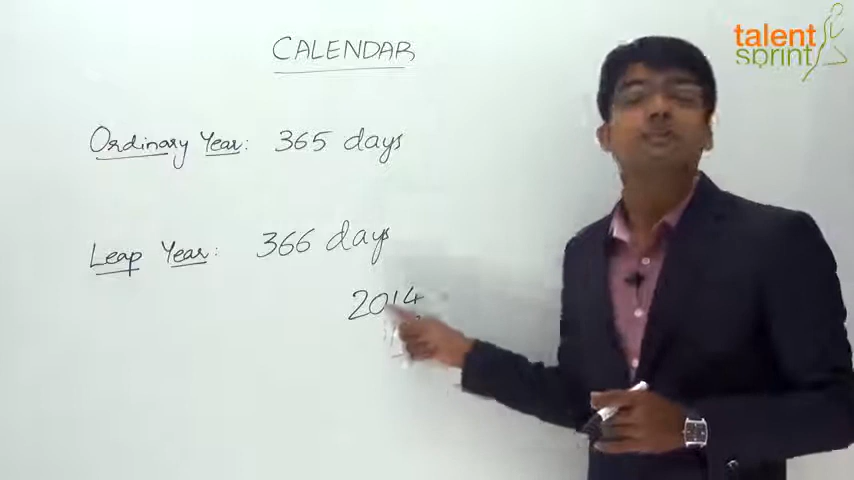 talent
sprint
CALENDAR
Ordinary Year: 365 days
Leap Year: 366 days
2014